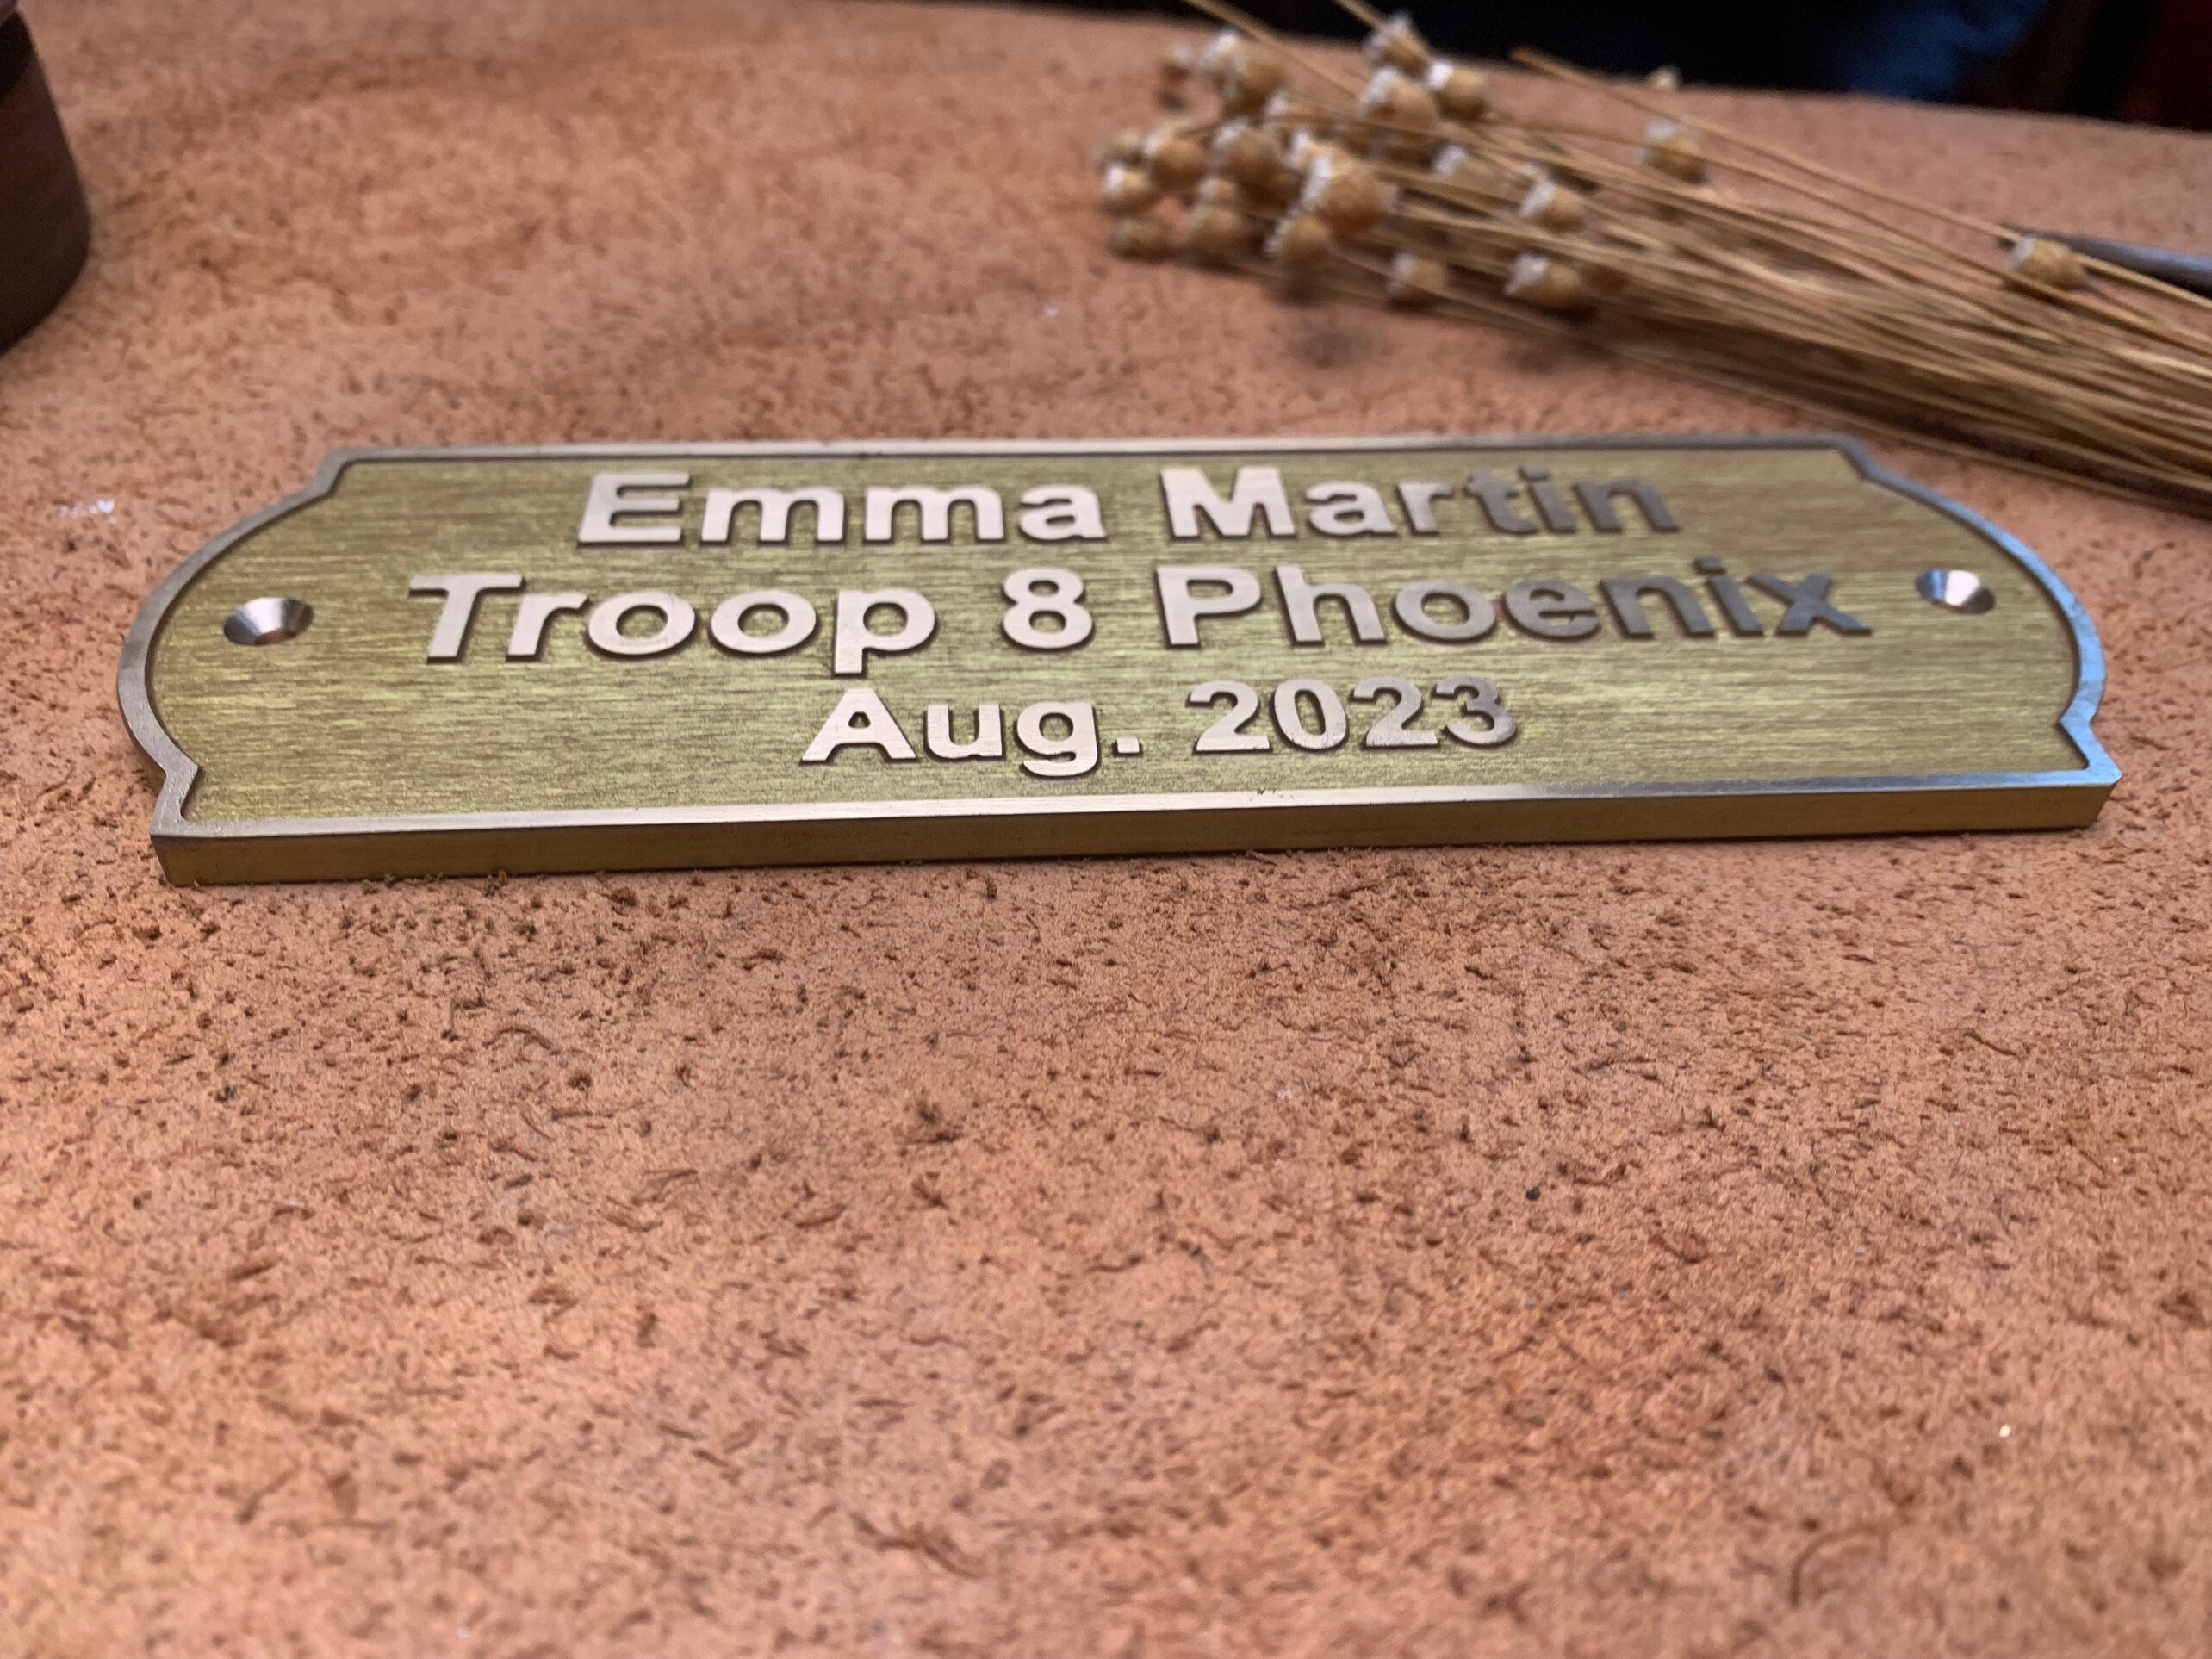 Emma Martin
Troop 8 Phoenix
Aug. 2023